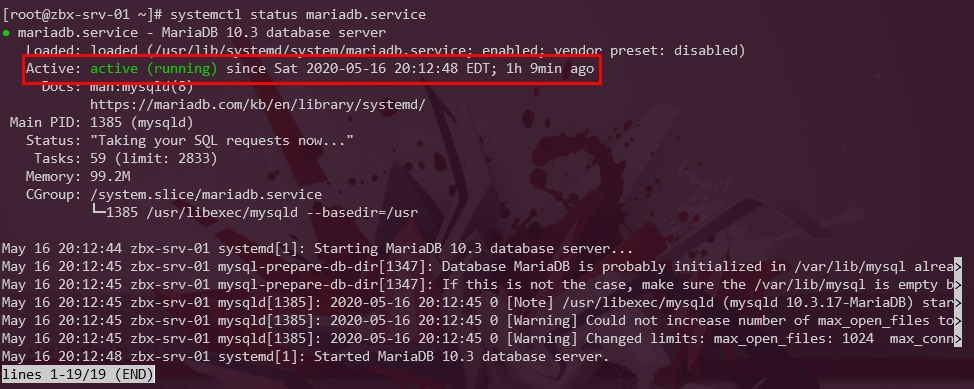 [root@zbx-srv-01 ~]# systemctl status mariadb.service
● mariadb.service - MariaDB 10.3 database server
Loaded: loaded (/usr/lib/systemd/system/mariadb.service; enabled; vendor preset: disabled)
Active: active (running) since Sat 2020-05-16 20:12:48 EDT; 1h 9min ago
Docs: man:mysqld(8)
https://mariadb.com/kb/en/library/systemd/
Main PID: 1385 (mysqld)
Status: "Taking your SQL requests now..."
Tasks: 59 (limit: 2833)
Memory: 99.2M
CGroup: /system.slice/mariadb.service
└─1385 /usr/libexec/mysqld --basedir=/usr
May 16 20:12:44 zbx-srv-01 systemd[1]: Starting MariaDB 10.3 database server...
May 16 20:12:45 zbx-srv-01 mysql-prepare-db-dir[1347]: Database MariaDB is probably initialized in /var/lib/mysql alrea>
May 16 20:12:45 zbx-srv-01 mysql-prepare-db-dir[1347]: If this is not the case, make sure the /var/lib/mysql is empty b>
May 16 20:12:45 zbx-srv-01 mysqld[1385]: 2020-05-16 20:12:45 0 [Note] /usr/libexec/mysqld (mysqld 10.3.17-MariaDB) star>
May 16 20:12:45 zbx-srv-01 mysqld[1385]: 2020-05-16 20:12:45 0 [Warning] Could not increase number of max_open_files to>
May 16 20:12:45 zbx-srv-01 mysqld[1385]: 2020-05-16 20:12:45 0 [Warning] Changed limits: max_open_files: 1024  max_conn>
May 16 20:12:48 zbx-srv-01 systemd[1]: Started MariaDB 10.3 database server.
lines 1-19/19 (END)